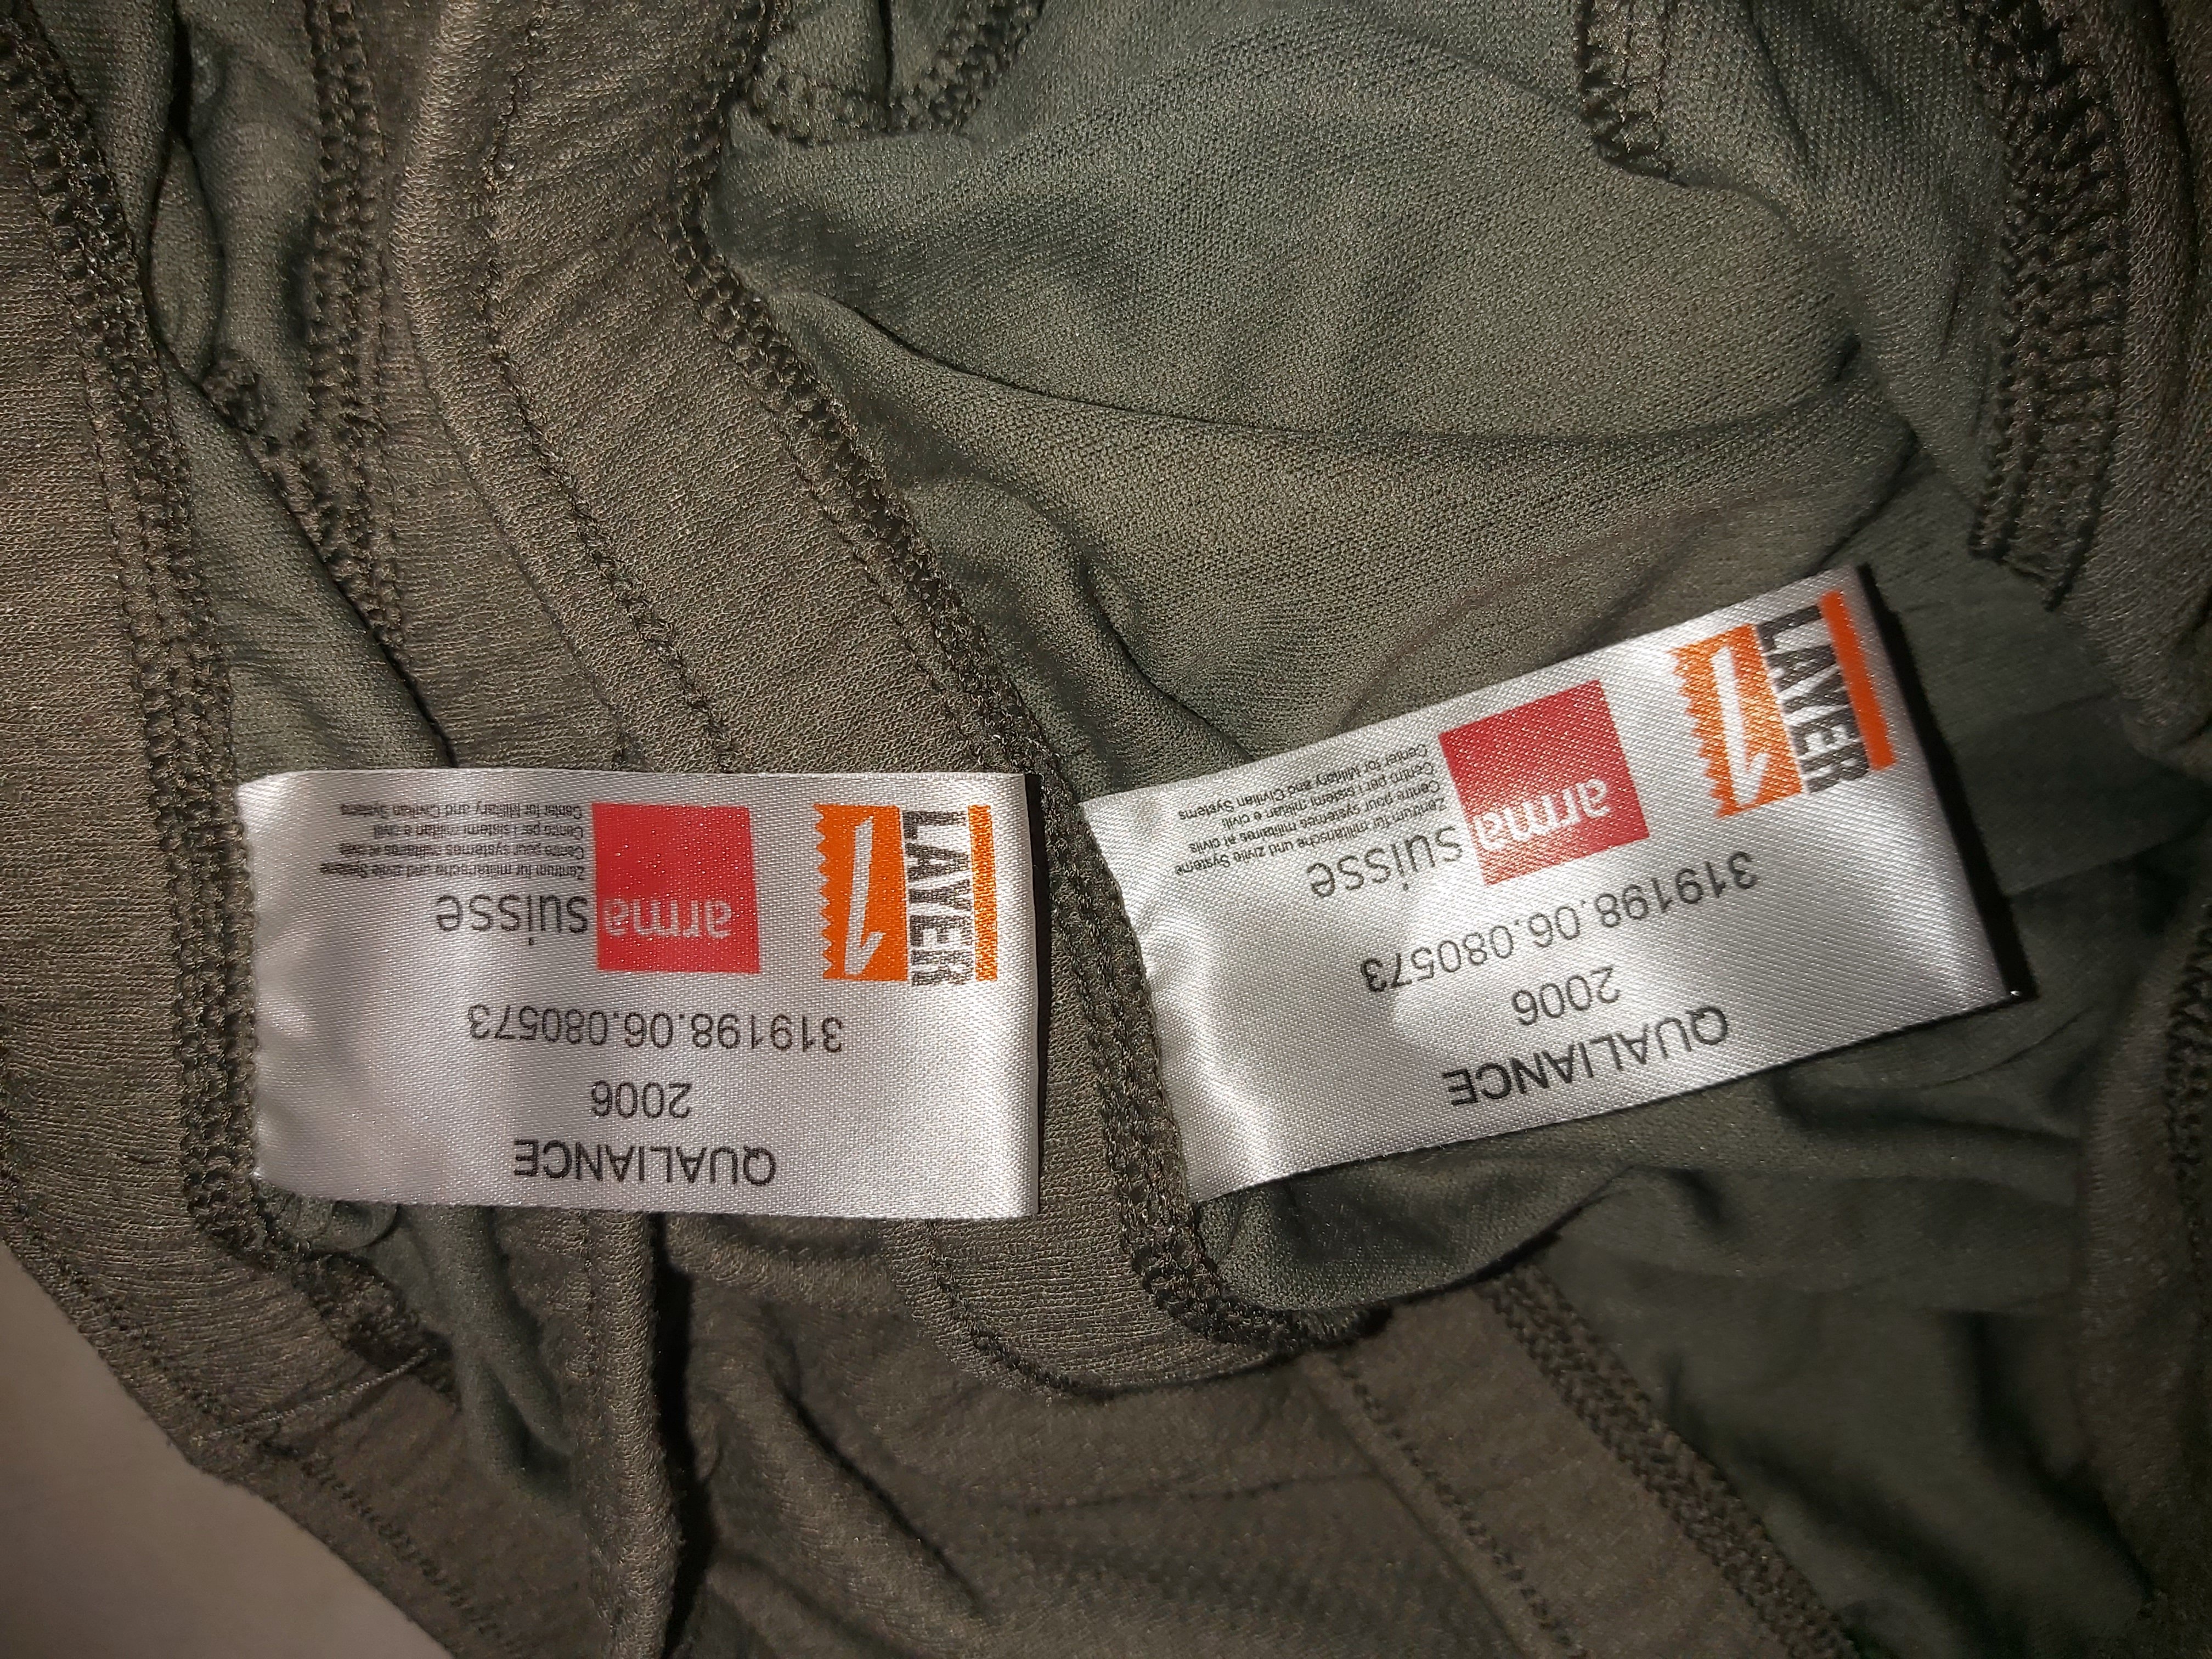 LAYER
1
arma
suisse
Zentrum für militärische und zivile Systeme
Centre pour systèmes militaires et civils
Centro per i sistemi militari e civili
Center for Military and Civilian Systems
319198.06.080573
2006
QUALIANCE
LAYER
1
arma
suisse
Zentrum für militärische und zivile Systeme
Centre pour systèmes militaires et civils
Centro per i sistemi militari e civili
Center for Military and Civilian Systems
319198.06.080573
2006
QUALIANCE